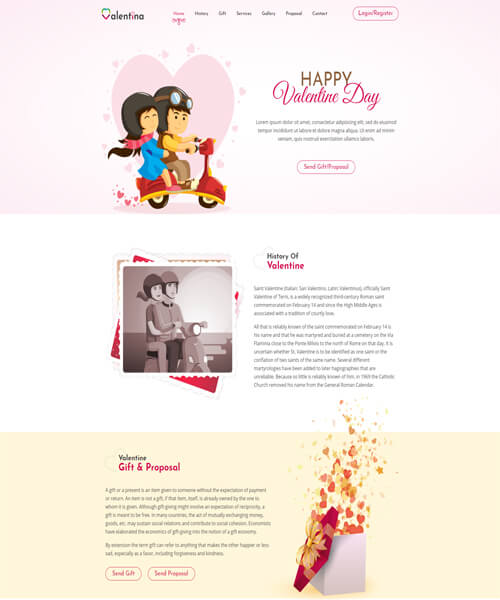 Valentina
Home History Gift Services Gallery Proposal Contact
Login/Register
HAPPY
Valentine Day
Lorem ipsum dolor sit amet, consectetur adipiscing elit, sed do eiusmod
tempor incididunt ut labore et dolore magna aliqua. Ut enim ad minim
veniam, quis nostrud exercitation ullamco laboris.
Send Gift/Proposal
History Of
Valentine
Saint Valentine (Italian: San Valentino, Latin: Valentinus), officially Saint
Valentine of Terni, is a widely recognized third-century Roman saint
commemorated on February 14 and since the High Middle Ages is
associated with a tradition of courtly love.
All that is reliably known of the saint commemorated on February 14 is
his name and that he was martyred and buried at a cemetery on the Via
Flaminia close to the Ponte Milvio to the north of Rome on that day. It is
uncertain whether St. Valentine is to be identified as one saint or the
conflation of two saints of the same name. Several different
martyrologies have been added to later hagiographies that are
unreliable. Because so little is reliably known of him, in 1969 the Catholic
Church removed his name from the General Roman Calendar.
Valentine
Gift & Proposal
A gift or a present is an item given to someone without the expectation of payment
or return. An item is not a gift, if that item, itself, is already owned by the one to
whom it is given. Although gift-giving might involve an expectation of reciprocity, a
gift is meant to be free. In many countries, the act of mutually exchanging money,
goods, etc. may sustain social relations and contribute to social cohesion. Economists
have elaborated the economics of gift-giving into the notion of a gift economy.
By extension the term gift can refer to anything that makes the other happier or less
sad, especially as a favor, including forgiveness and kindness.
Send Gift Send Proposal